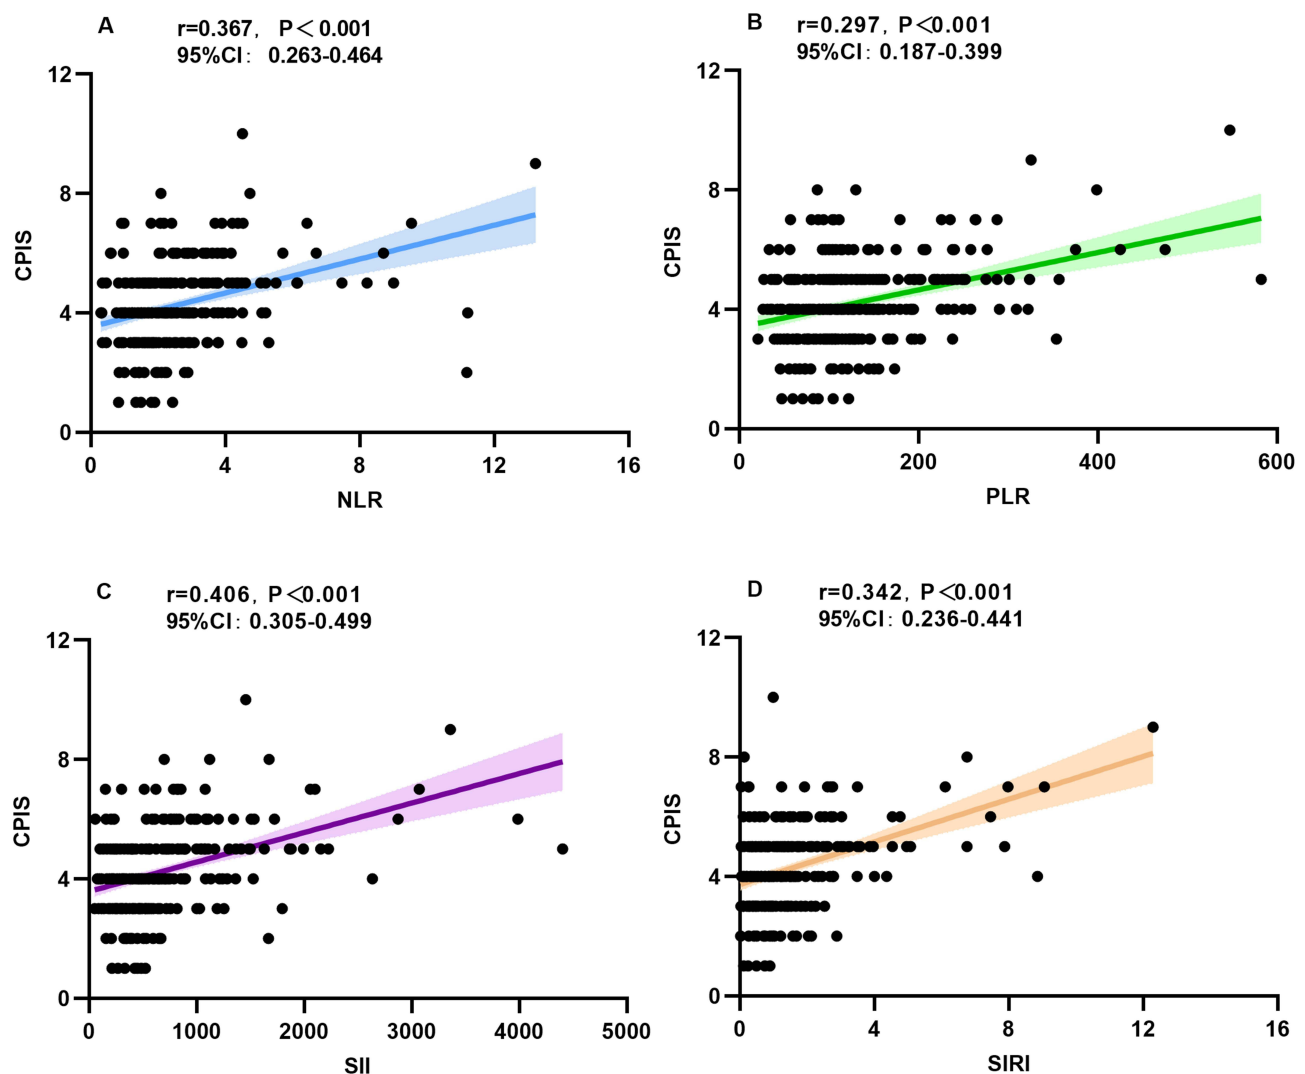 A
r=0.367, P＜0.001
95%CI: 0.263-0.464
12
8
4
0
CPIS
0 4 8 12 16
NLR
B
r=0.297, P＜0.001
95%CI: 0.187-0.399
12
8
4
0
CPIS
0 200 400 600
PLR
C
r=0.406, P＜0.001
95%CI: 0.305-0.499
12
8
4
0
CPIS
0 1000 2000 3000 4000 5000
SII
D
r=0.342, P＜0.001
95%CI: 0.236-0.441
12
8
4
0
CPIS
0 4 8 12 16
SIRI